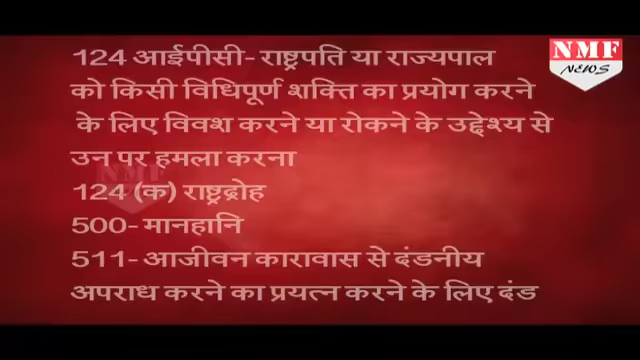 124 आईपीसी- राष्ट्रपति या राज्यपाल
को किसी विधिपूर्ण शक्ति का प्रयोग करने
के लिए विवश करने या रोकने के उद्देश्य से
उन पर हमला करना
124 (क) राष्ट्रद्रोह
500- मानहानि
511- आजीवन कारावास से दंडनीय
अपराध करने का प्रयत्न करने के लिए दंड
NMF
NEWS